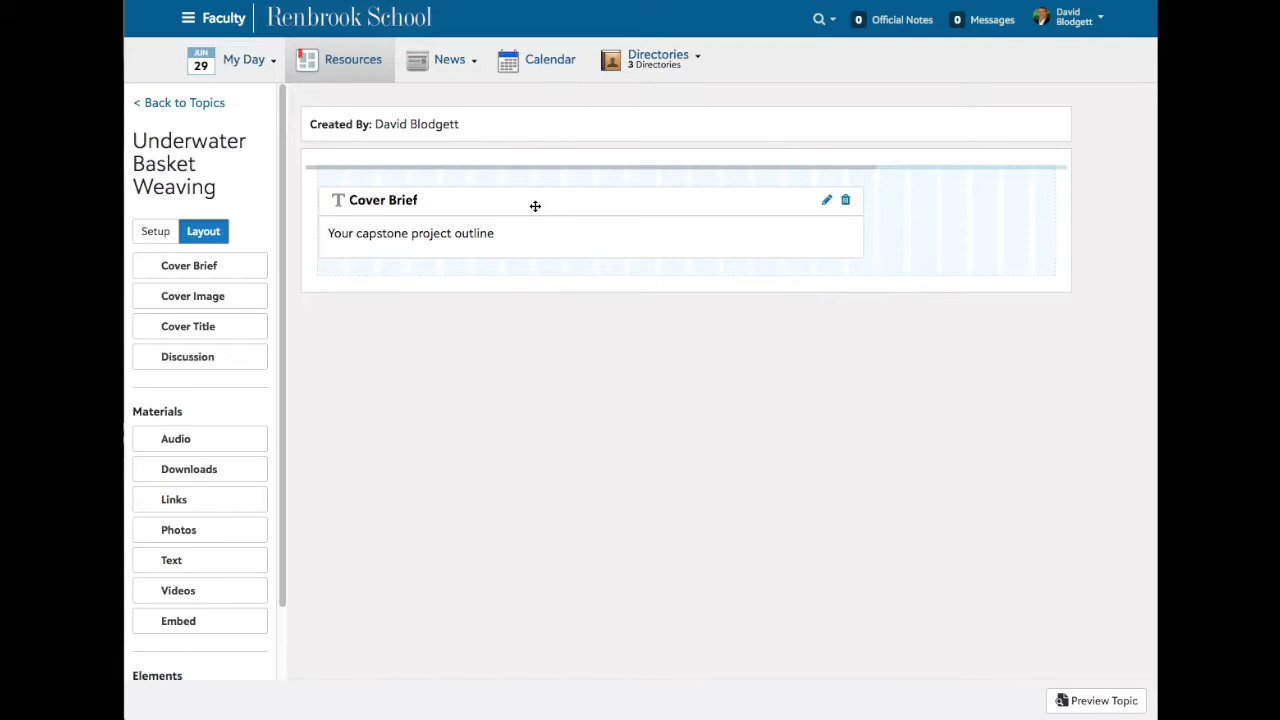 Faculty
Renbrook School
0 Official Notes
0 Messages
David
Blodgett
JUN
29
My Day
Resources
News
Calendar
Directories
3 Directories
< Back to Topics
Underwater
Basket
Weaving
Setup
Layout
Cover Brief
Cover Image
Cover Title
Discussion
Materials
Audio
Downloads
Links
Photos
Text
Videos
Embed
Elements
Created By: David Blodgett
T Cover Brief
Your capstone project outline
Preview Topic